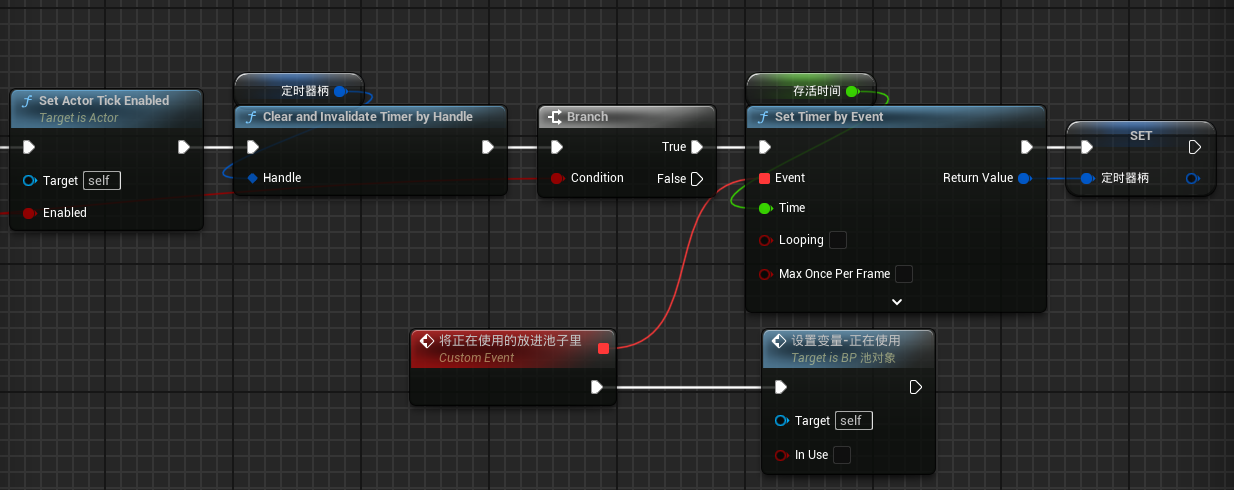 Set Actor Tick Enabled
Target is Actor
Target self
Enabled
定时器柄
Clear and Invalidate Timer by Handle
Handle
Branch
True
Condition
False
存活时间
Set Timer by Event
Event
Return Value
Time
Looping
Max Once Per Frame
SET
定时器柄
将正在使用的放进池子里
Custom Event
设置变量-正在使用
Target is BP 池对象
Target self
In Use